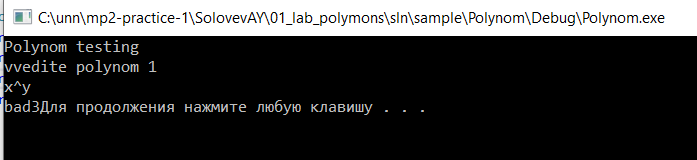 C:\unn\mp2-practice-1\SolovevAY\01_lab_polymons\sln\sample\Polynom\Debug\Polynom.exe
Polynom testing
vvedite polynom 1
x^y
bad3Для продолжения нажмите любую клавишу . . .